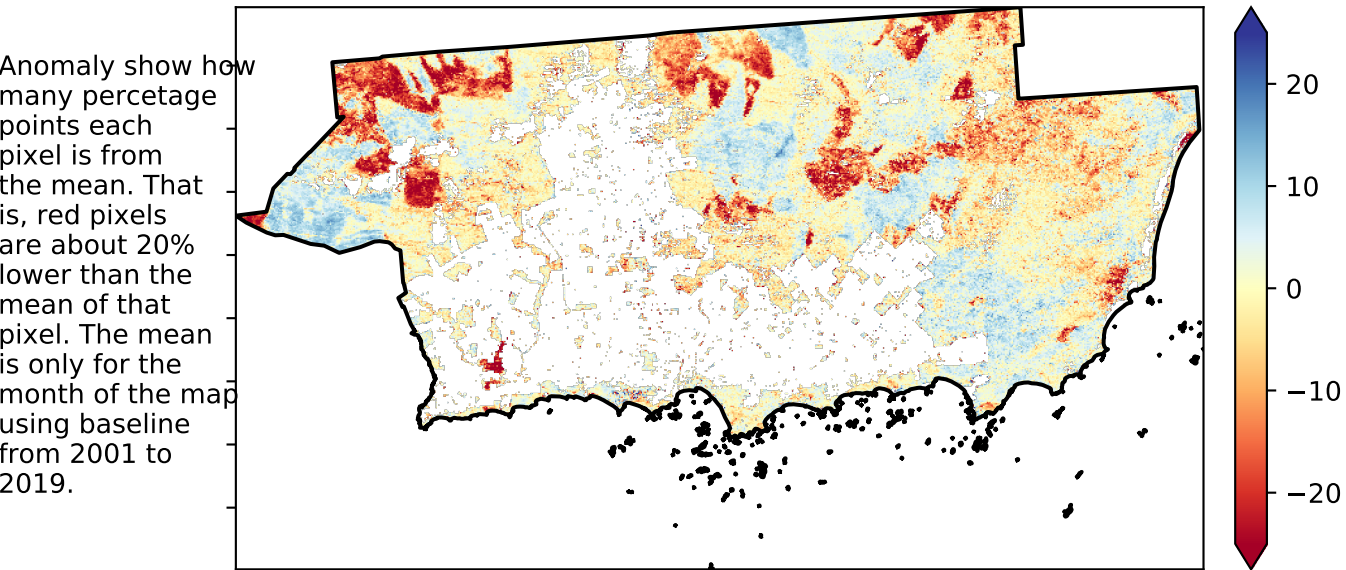 Anomaly show how
many percetage
points each
pixel is from
the mean. That
is, red pixels
are about 20%
lower than the
mean of that
pixel. The mean
is only for the
month of the map
using baseline
from 2001 to
2019.
20
10
0
−10
−20